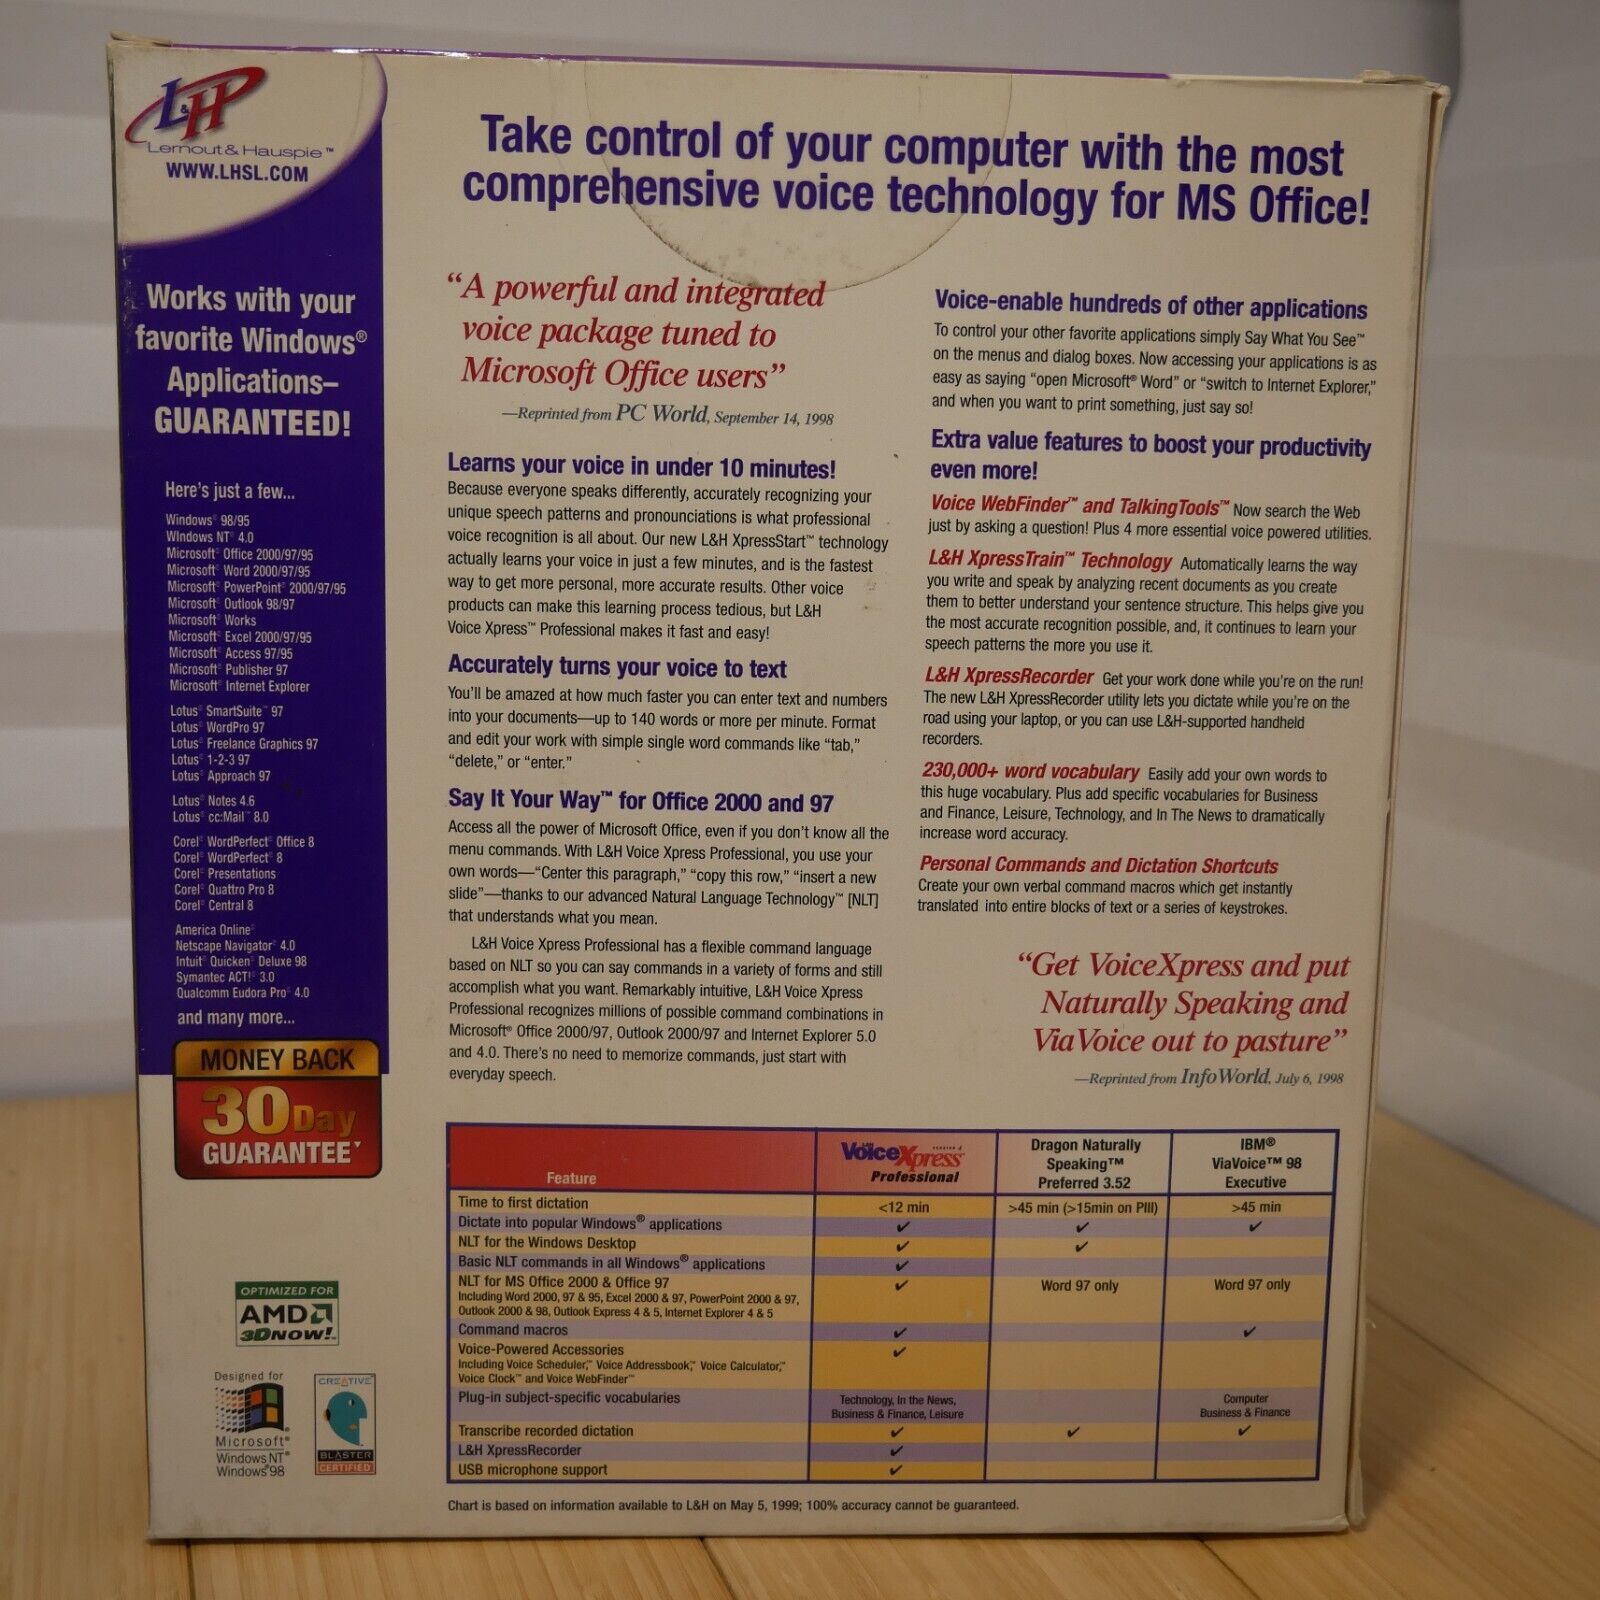 L&H
Lernout & Hauspie™
WWW.LHSL.COM
Take control of your computer with the most
comprehensive voice technology for MS Office!
Works with your
favorite Windows®
Applications–
GUARANTEED!
Here's just a few...
Windows® 98/95
Windows NT® 4.0
Microsoft® Office 2000/97/95
Microsoft® Word 2000/97/95
Microsoft® PowerPoint® 2000/97/95
Microsoft® Outlook 98/97
Microsoft® Works
Microsoft® Excel 2000/97/95
Microsoft® Access 97/95
Microsoft® Publisher 97
Microsoft® Internet Explorer
Lotus® SmartSuite™ 97
Lotus® WordPro 97
Lotus® Freelance Graphics 97
Lotus® 1-2-3 97
Lotus® Approach 97
Lotus® Notes 4.6
Lotus® cc:Mail™ 8.0
Corel® WordPerfect® Office 8
Corel® WordPerfect® 8
Corel® Presentations
Corel® Quattro Pro 8
Corel® Central 8
America Online®
Netscape Navigator® 4.0
Intuit® Quicken® Deluxe 98
Symantec ACT!® 3.0
Qualcomm Eudora Pro® 4.0
and many more...
MONEY BACK
30 Day
GUARANTEE▼
OPTIMIZED FOR
AMD
3DNOW!™
Designed for
Microsoft®
Windows NT®
Windows®98
CREATIVE
BLASTER
CERTIFIED
“A powerful and integrated
voice package tuned to
Microsoft Office users”
—Reprinted from PC World, September 14, 1998
Learns your voice in under 10 minutes!
Because everyone speaks differently, accurately recognizing your
unique speech patterns and pronounciations is what professional
voice recognition is all about. Our new L&H XpressStart™ technology
actually learns your voice in just a few minutes, and is the fastest
way to get more personal, more accurate results. Other voice
products can make this learning process tedious, but L&H
Voice Xpress™ Professional makes it fast and easy!
Accurately turns your voice to text
You'll be amazed at how much faster you can enter text and numbers
into your documents—up to 140 words or more per minute. Format
and edit your work with simple single word commands like “tab,”
“delete,” or “enter.”
Say It Your Way™ for Office 2000 and 97
Access all the power of Microsoft Office, even if you don't know all the
menu commands. With L&H Voice Xpress Professional, you use your
own words—“Center this paragraph,” “copy this row,” “insert a new
slide”—thanks to our advanced Natural Language Technology™ [NLT]
that understands what you mean.
L&H Voice Xpress Professional has a flexible command language
based on NLT so you can say commands in a variety of forms and still
accomplish what you want. Remarkably intuitive, L&H Voice Xpress
Professional recognizes millions of possible command combinations in
Microsoft® Office 2000/97, Outlook 2000/97 and Internet Explorer 5.0
and 4.0. There's no need to memorize commands, just start with
everyday speech.
Voice-enable hundreds of other applications
To control your other favorite applications simply Say What You See™
on the menus and dialog boxes. Now accessing your applications is as
easy as saying “open Microsoft® Word” or “switch to Internet Explorer,”
and when you want to print something, just say so!
Extra value features to boost your productivity
even more!
Voice WebFinder™ and TalkingTools™ Now search the Web
just by asking a question! Plus 4 more essential voice powered utilities.
L&H XpressTrain™ Technology Automatically learns the way
you write and speak by analyzing recent documents as you create
them to better understand your sentence structure. This helps give you
the most accurate recognition possible, and, it continues to learn your
speech patterns the more you use it.
L&H XpressRecorder Get your work done while you're on the run!
The new L&H XpressRecorder utility lets you dictate while you're on the
road using your laptop, or you can use L&H-supported handheld
recorders.
230,000+ word vocabulary Easily add your own words to
this huge vocabulary. Plus add specific vocabularies for Business
and Finance, Leisure, Technology, and In The News to dramatically
increase word accuracy.
Personal Commands and Dictation Shortcuts
Create your own verbal command macros which get instantly
translated into entire blocks of text or a series of keystrokes.
“Get VoiceXpress and put
Naturally Speaking and
ViaVoice out to pasture”
—Reprinted from InfoWorld, July 6, 1998
Feature
L&H
VoiceXpress
Professional
Dragon Naturally
Speaking™
Preferred 3.52
IBM®
ViaVoice™ 98
Executive
Time to first dictation <12 min >45 min (>15min on PIII) >45 min
Dictate into popular Windows® applications ✔ ✔ ✔
NLT for the Windows Desktop ✔ ✔
Basic NLT commands in all Windows® applications ✔
NLT for MS Office 2000 & Office 97 ✔ Word 97 only Word 97 only
Including Word 2000, 97 & 95, Excel 2000 & 97, PowerPoint 2000 & 97,
Outlook 2000 & 98, Outlook Express 4 & 5, Internet Explorer 4 & 5
Command macros ✔ ✔
Voice-Powered Accessories ✔
Including Voice Scheduler,™ Voice Addressbook,™ Voice Calculator,™
Voice Clock™ and Voice WebFinder™
Plug-in subject-specific vocabularies Technology, In the News, Computer
Business & Finance, Leisure Business & Finance
Transcribe recorded dictation ✔ ✔ ✔
L&H XpressRecorder ✔
USB microphone support ✔
Chart is based on information available to L&H on May 5, 1999; 100% accuracy cannot be guaranteed.